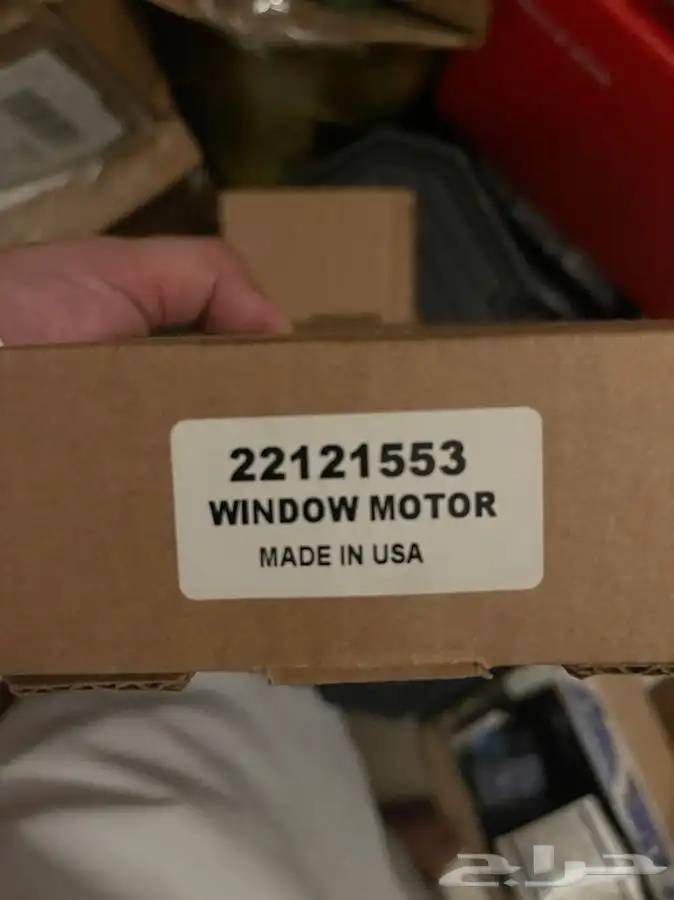 22121553
WINDOW MOTOR
MADE IN USA
حراج